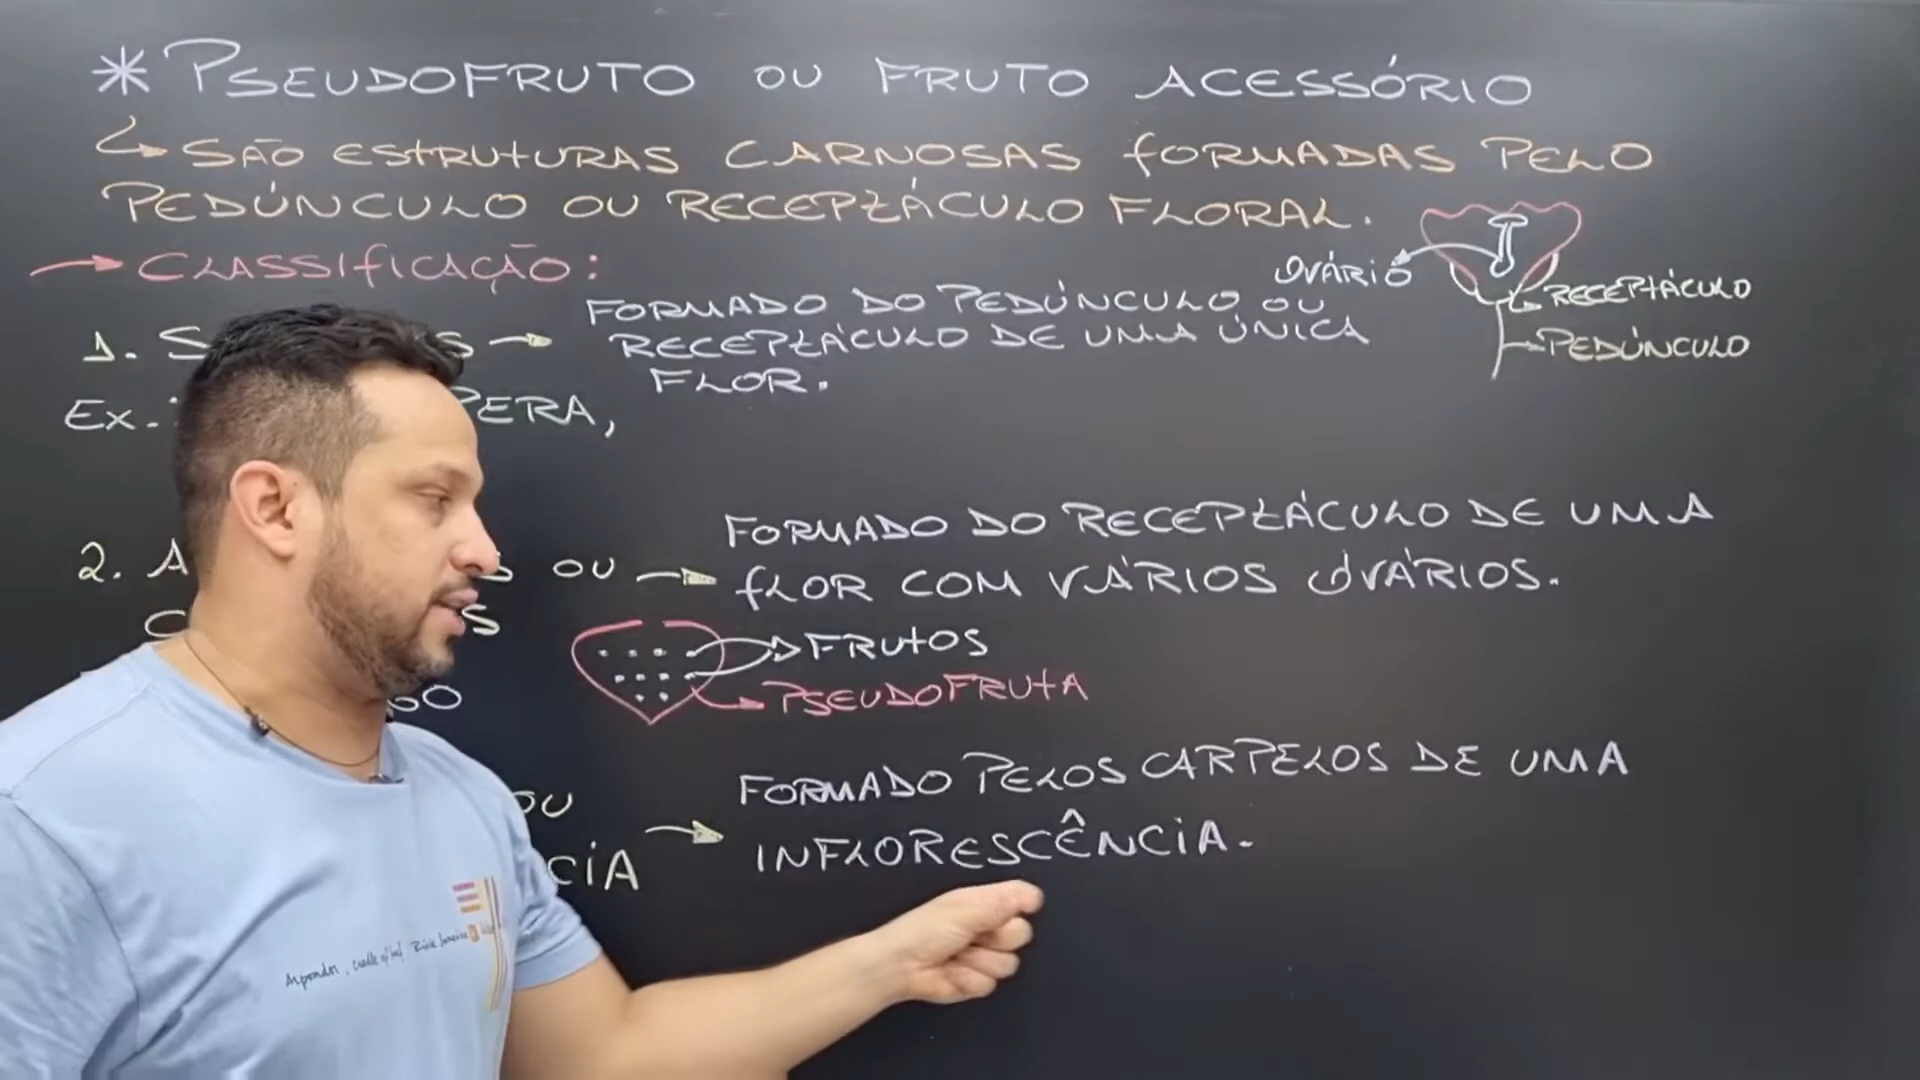 * PSEUDOFRUTO OU FRUTO ACESSÓRIO
↳ SÃO ESTRUTURAS CARNOSAS FORMADAS PELO
PEDÚNCULO OU RECEPTÁCULO FLORAL.
→ CLASSIFICAÇÃO:
OVÁRIO
RECEPTÁCULO
PEDÚNCULO
1. S S → FORMADO DO PEDÚNCULO OU
RECEPTÁCULO DE UMA ÚNICA
FLOR.
Ex.: PERA,
2. A S OU → FORMADO DO RECEPTÁCULO DE UMA
FLOR COM VÁRIOS OVÁRIOS.
C S
FRUTOS
PSEUDOFRUTA
GO
OU
CIA → FORMADO PELOS CARPELOS DE UMA
INFLORESCÊNCIA.